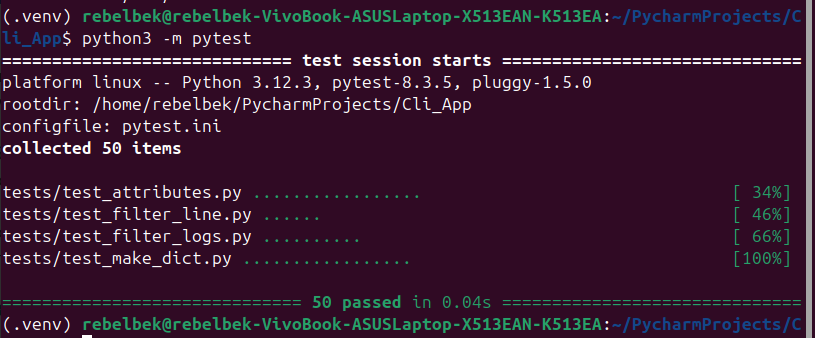 (.venv) rebelbek@rebelbek-VivoBook-ASUSLaptop-X513EAN-K513EA:~/PycharmProjects/C
li_App$ python3 -m pytest
============================= test session starts ==============================
platform linux -- Python 3.12.3, pytest-8.3.5, pluggy-1.5.0
rootdir: /home/rebelbek/PycharmProjects/Cli_App
configfile: pytest.ini
collected 50 items
tests/test_attributes.py ................. [ 34%]
tests/test_filter_line.py ...... [ 46%]
tests/test_filter_logs.py .......... [ 66%]
tests/test_make_dict.py ................. [100%]
============================== 50 passed in 0.04s ==============================
(.venv) rebelbek@rebelbek-VivoBook-ASUSLaptop-X513EAN-K513EA:~/PycharmProjects/C